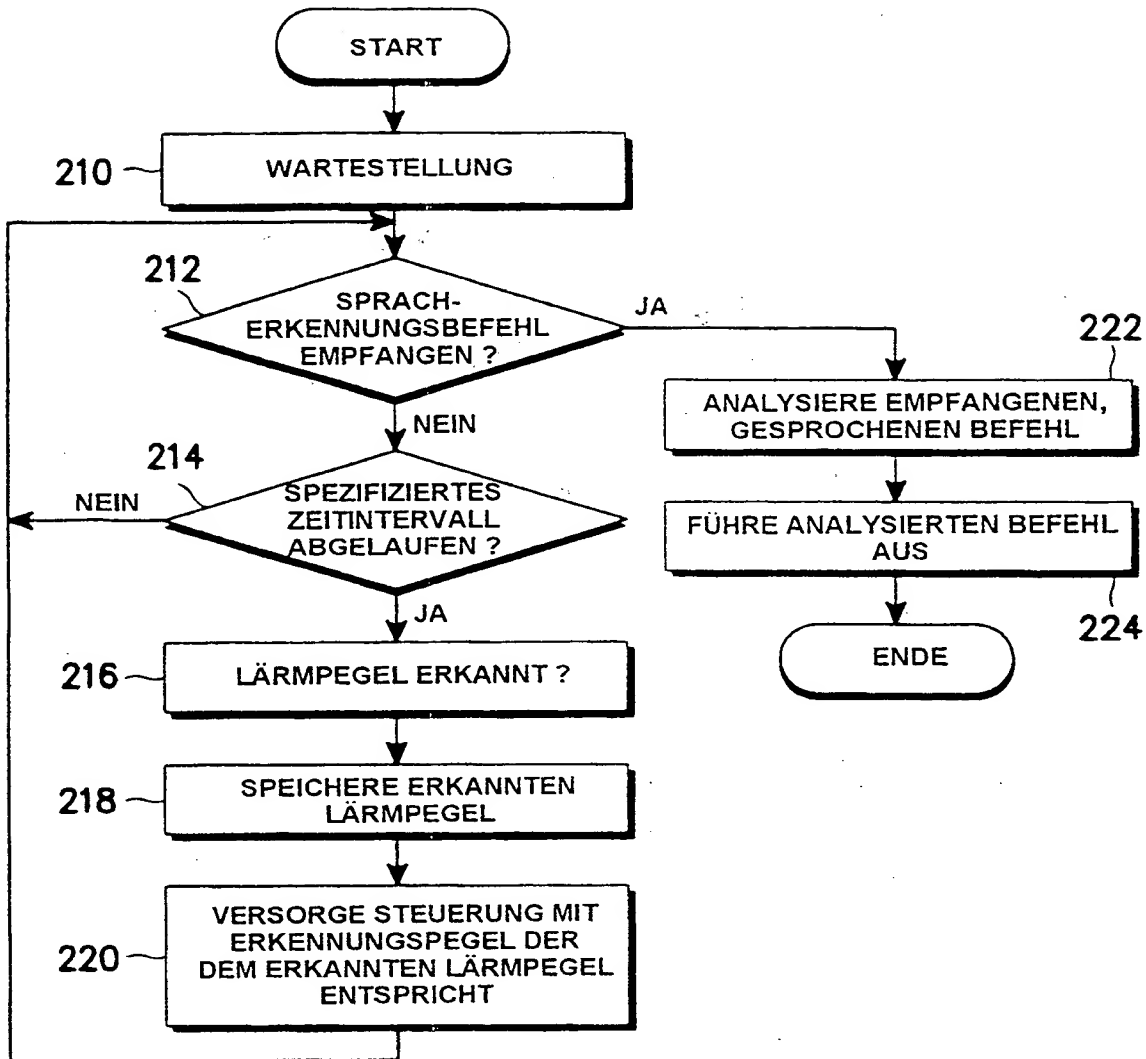 START
210
WARTESTELLUNG
212
SPRACH-
ERKENNUNGSBEFEHL
EMPFANGEN ?
JA
NEIN
222
ANALYSIERE EMPFANGENEN,
GESPROCHENEN BEFEHL
214
SPEZIFIZIERTES
ZEITINTERVALL
ABGELAUFEN ?
NEIN
JA
FÜHRE ANALYSIERTEN BEFEHL
AUS
224
ENDE
216
LÄRMPEGEL ERKANNT ?
218
SPEICHERE ERKANNTEN
LÄRMPEGEL
220
VERSORGE STEUERUNG MIT
ERKENNUNGSPEGEL DER
DEM ERKANNTEN LÄRMPEGEL
ENTSPRICHT